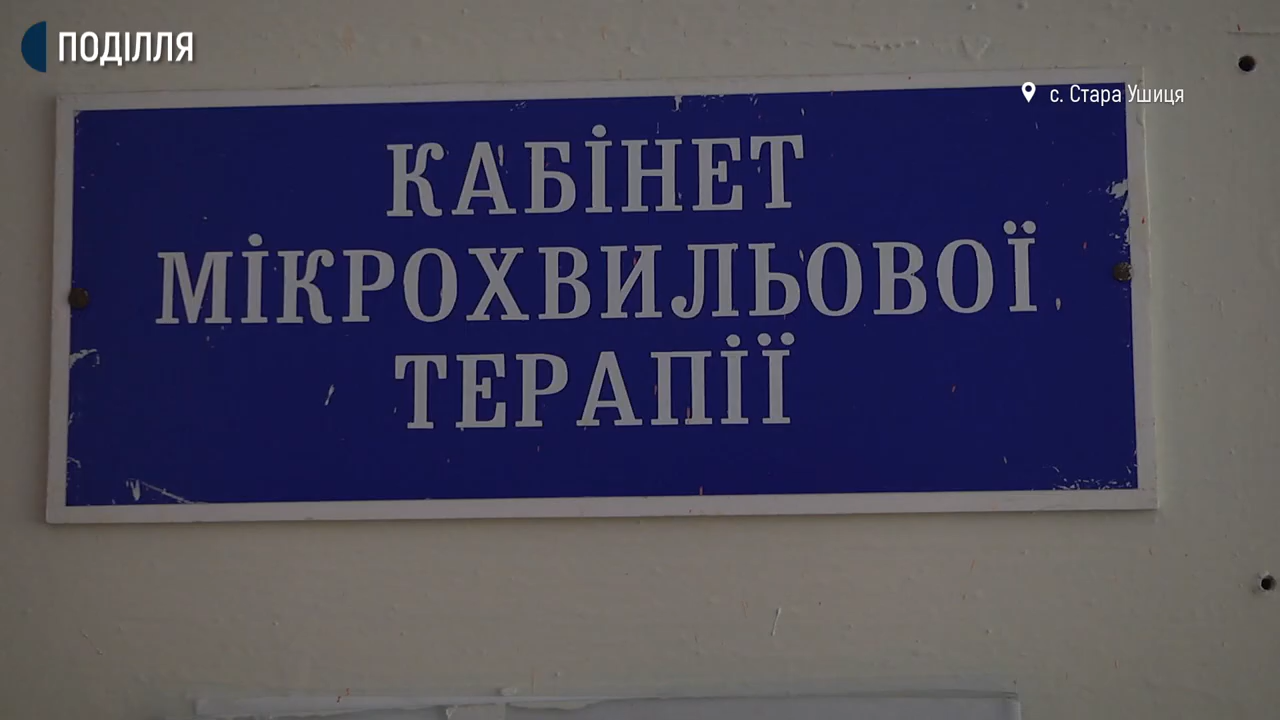 ПОДІЛЛЯ
с. Стара Ушиця
КАБІНЕТ
МІКРОХВИЛЬОВОЇ
ТЕРАПІЇ